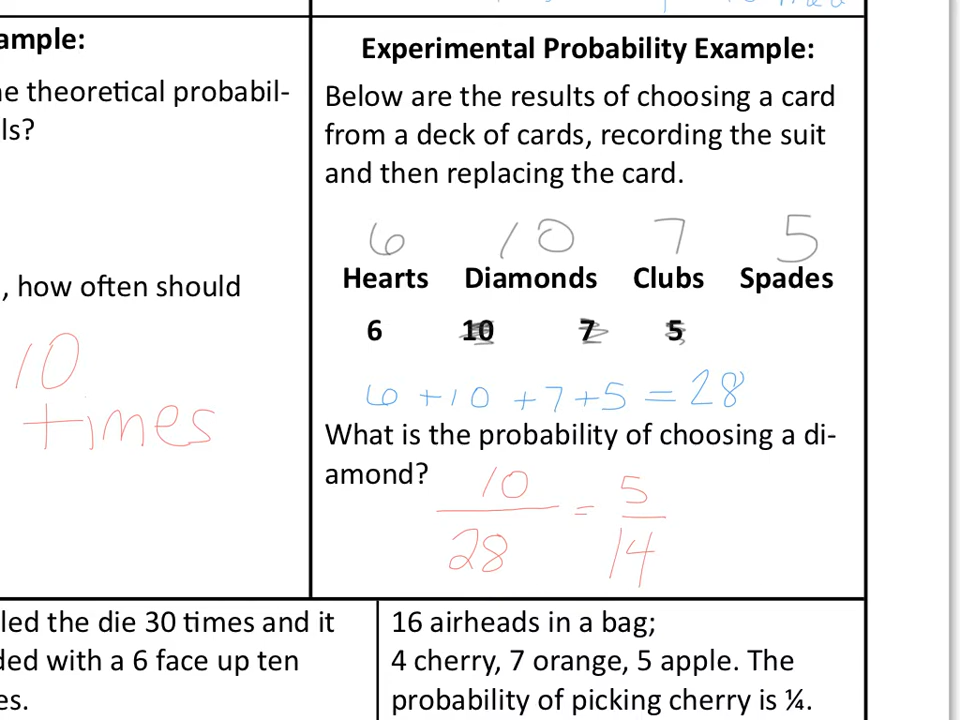 ample:
e theoretical probabil-
ls?
, how often should
10
times
Experimental Probability Example:
Below are the results of choosing a card
from a deck of cards, recording the suit
and then replacing the card.
6 10 7 5
Hearts Diamonds Clubs Spades
6 10 7 5
6 + 10 + 7 + 5 = 28
What is the probability of choosing a di-
amond?
10/28 = 5/14
led the die 30 times and it
ded with a 6 face up ten
es.
16 airheads in a bag;
4 cherry, 7 orange, 5 apple. The
probability of picking cherry is ¼.